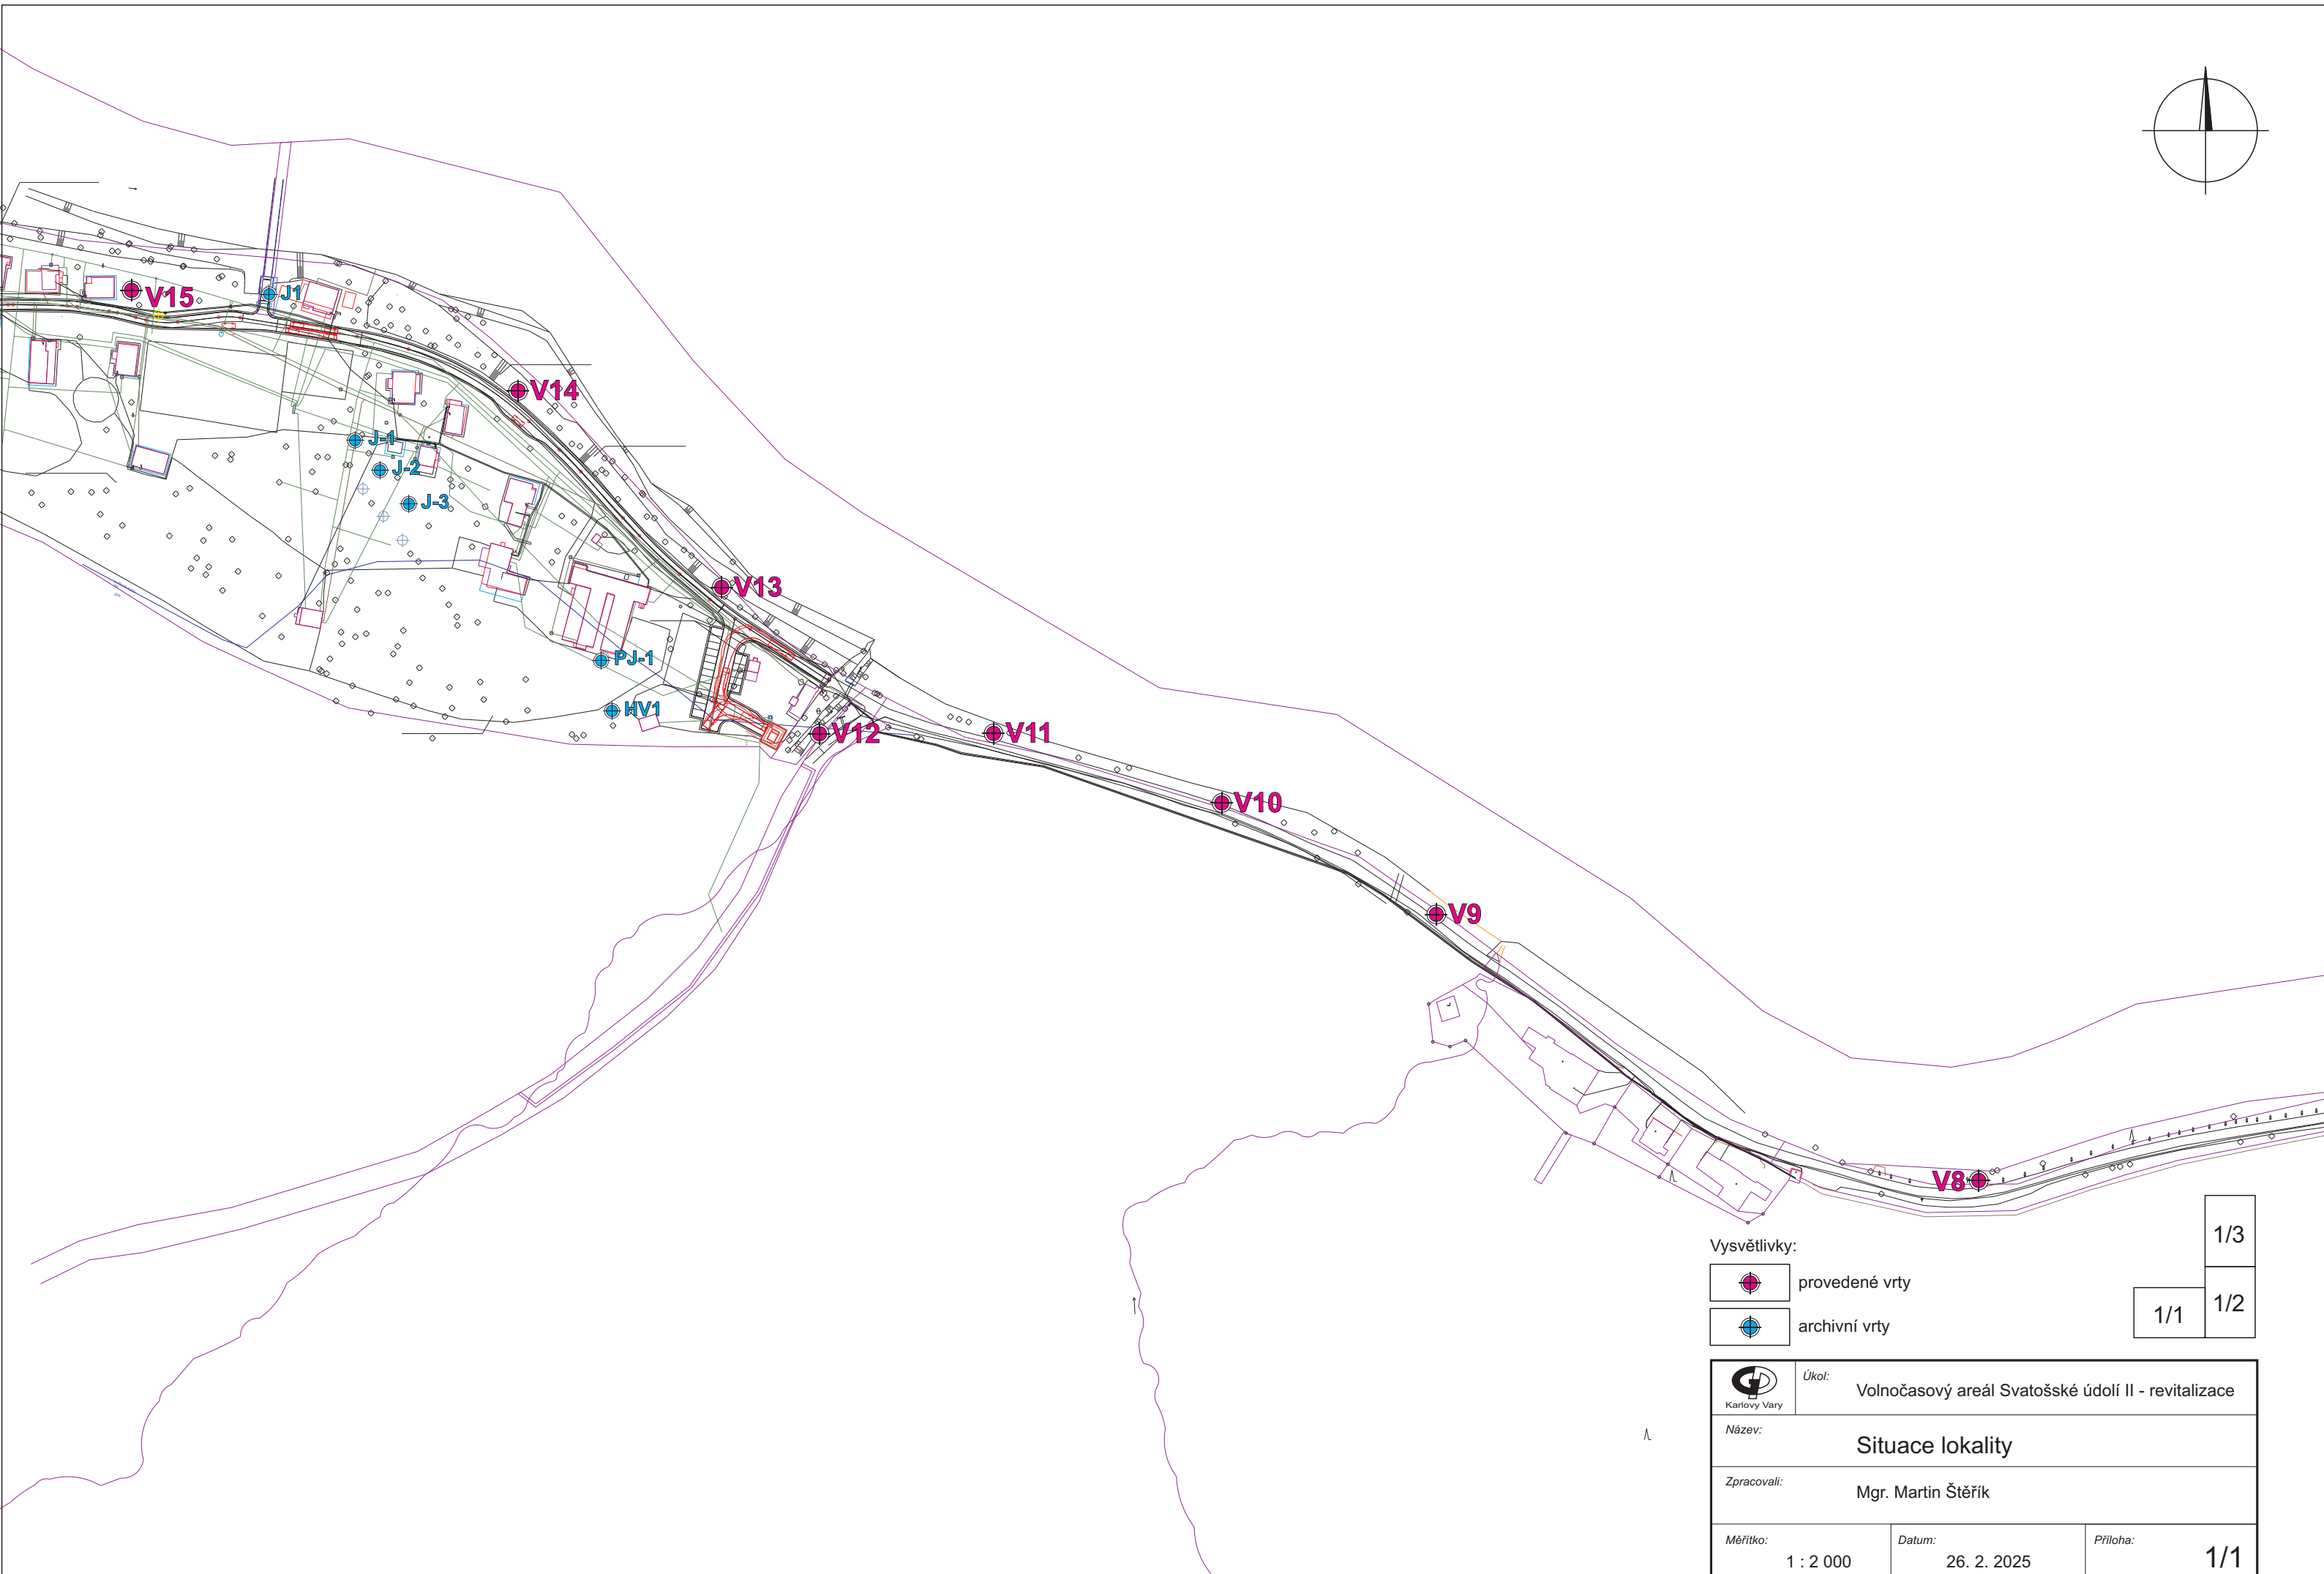 V15
J1
V14
J-1
J-2
J-3
V13
PJ-1
HV1
V12
V11
V10
V9
V8
Vysvětlivky:
provedené vrty
archivní vrty
1/3
1/1
1/2
Karlovy Vary
Úkol:
Volnočasový areál Svatošské údolí II - revitalizace
Název:
Situace lokality
Zpracovali:
Mgr. Martin Štěřík
Měřítko:
1 : 2 000
Datum:
26. 2. 2025
Příloha:
1/1